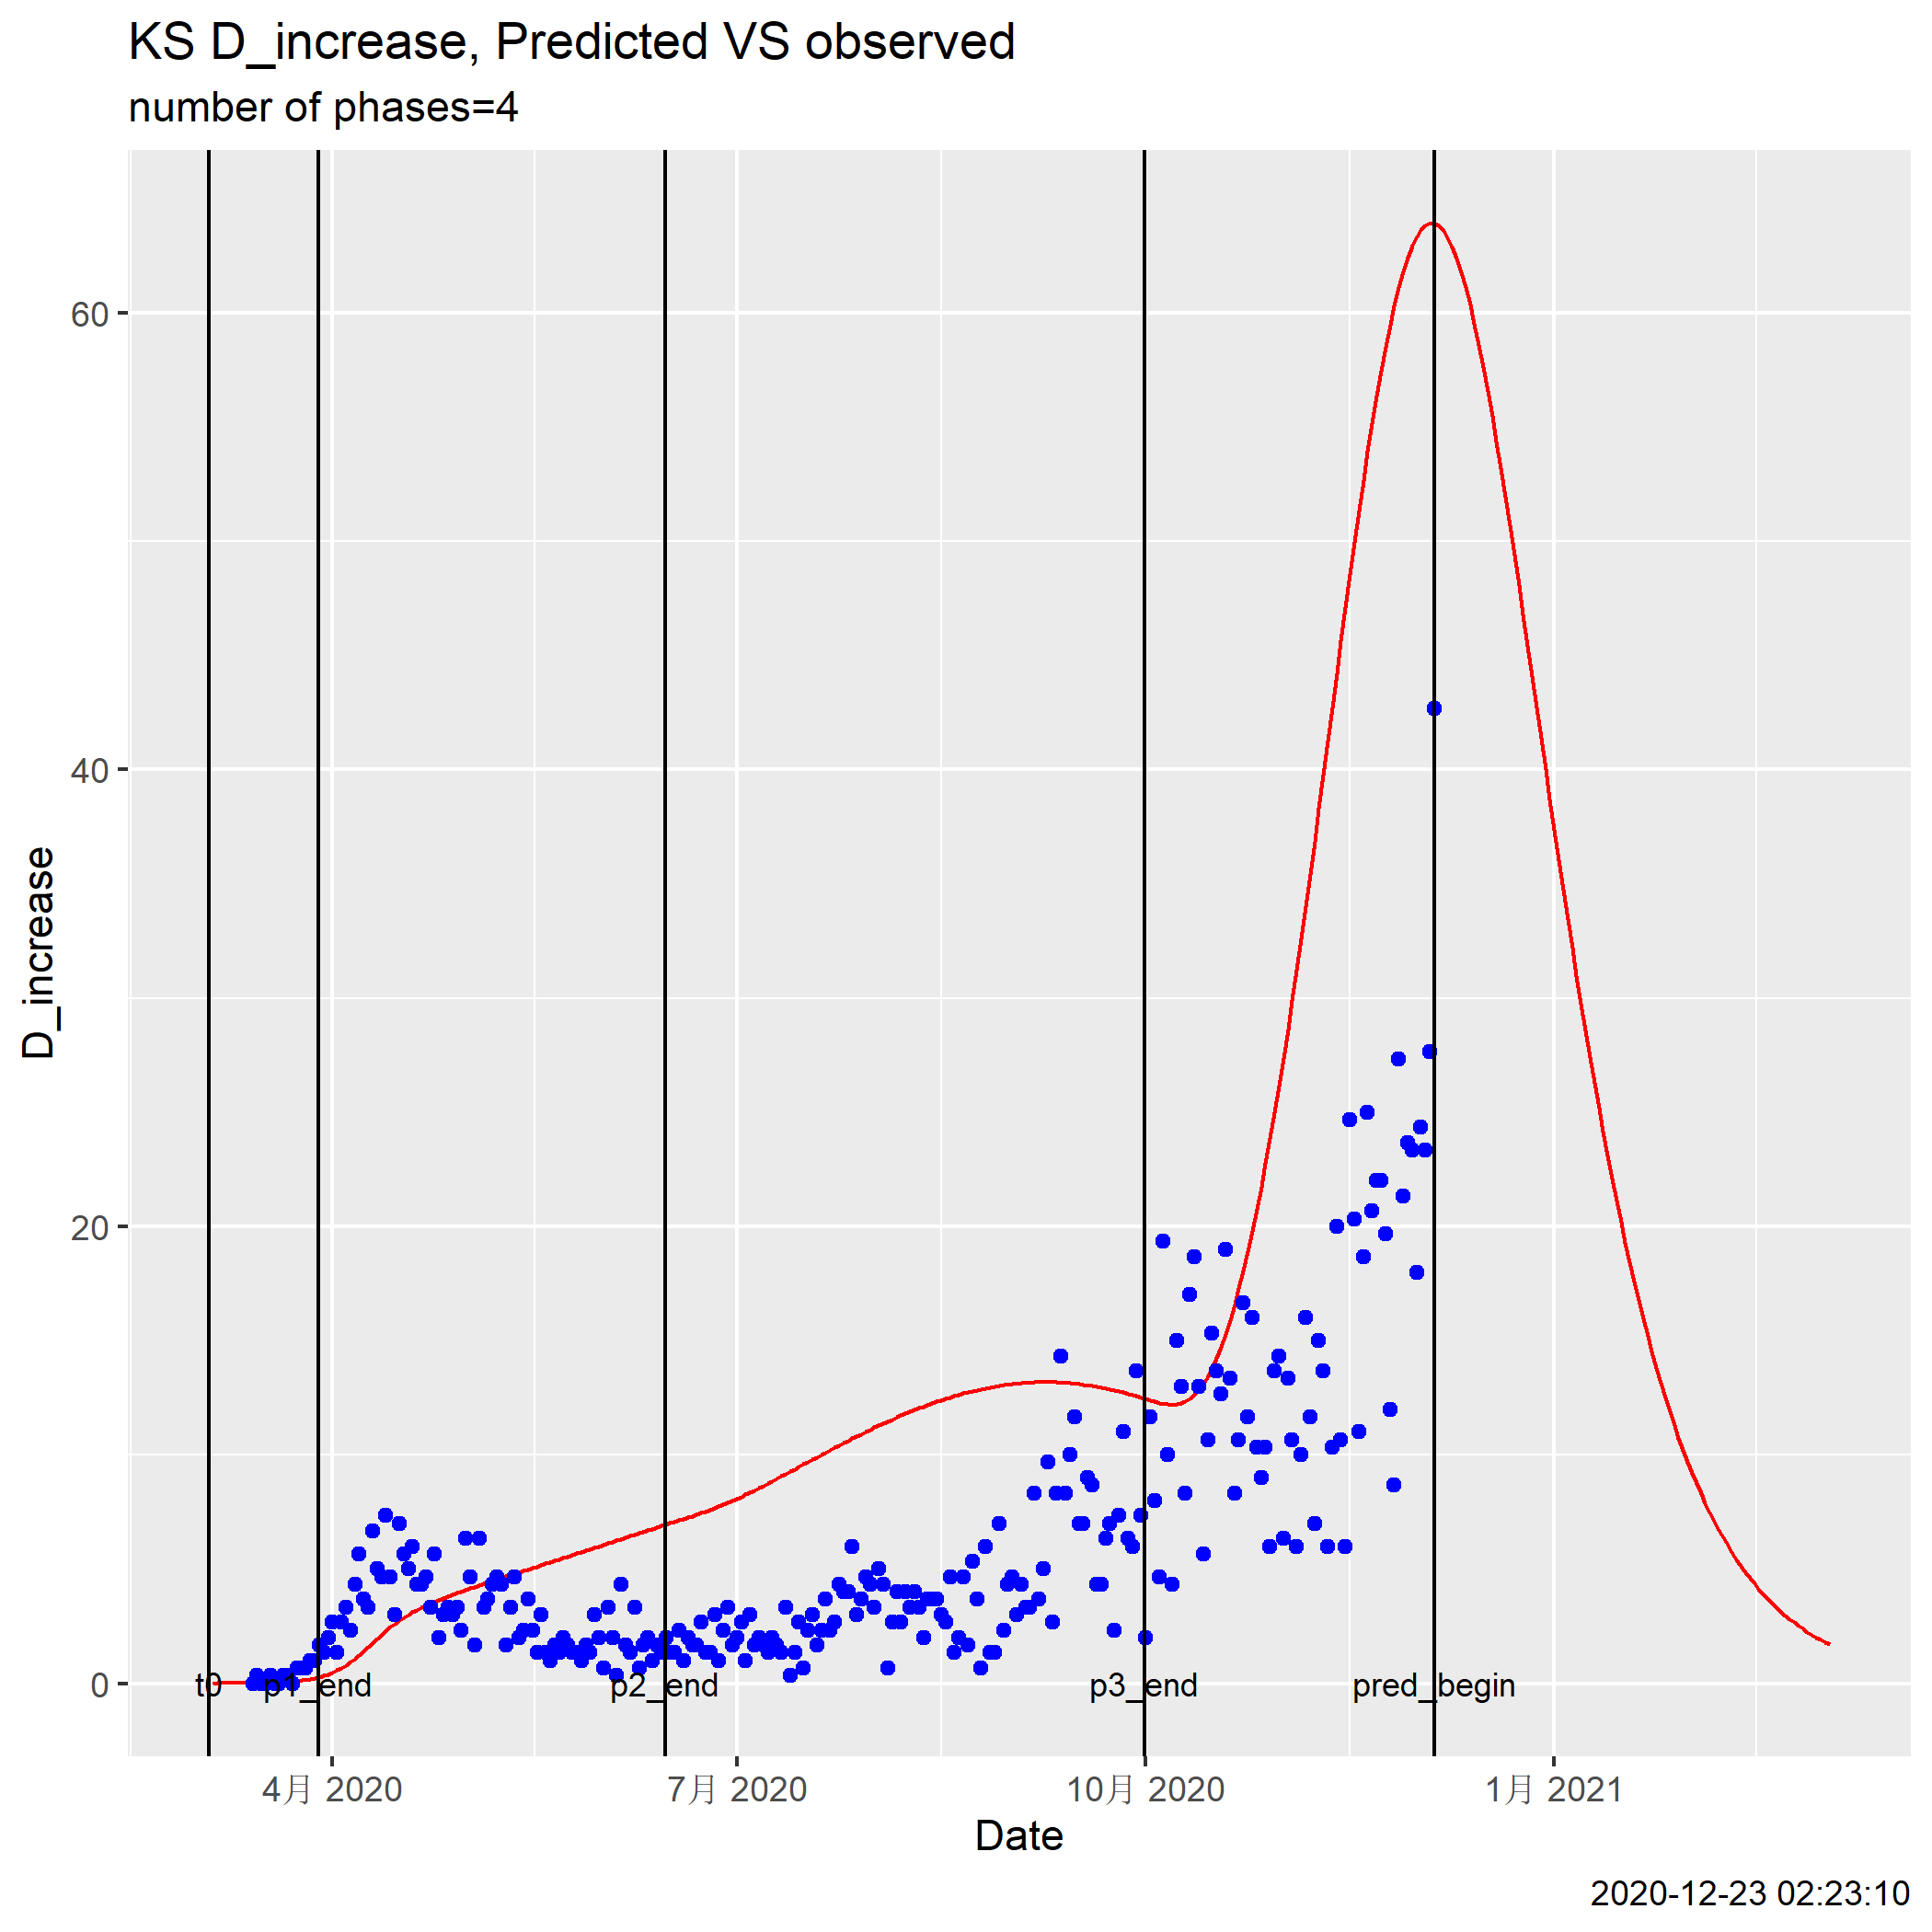 KS D_increase, Predicted VS observed
number of phases=4
D_increase
60
40
20
0
t0
p1_end
p2_end
p3_end
pred_begin
4月 2020
7月 2020
10月 2020
1月 2021
Date
2020-12-23 02:23:10